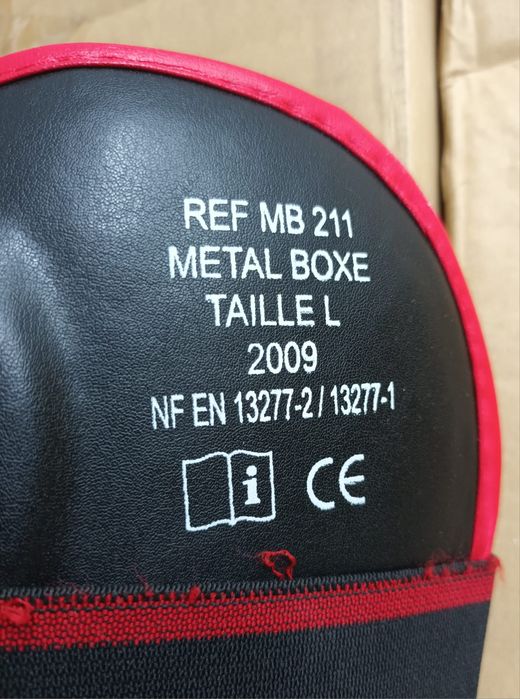 REF MB 211
METAL BOXE
TAILLE L
2009
NF EN 13277-2 / 13277-1
i CE